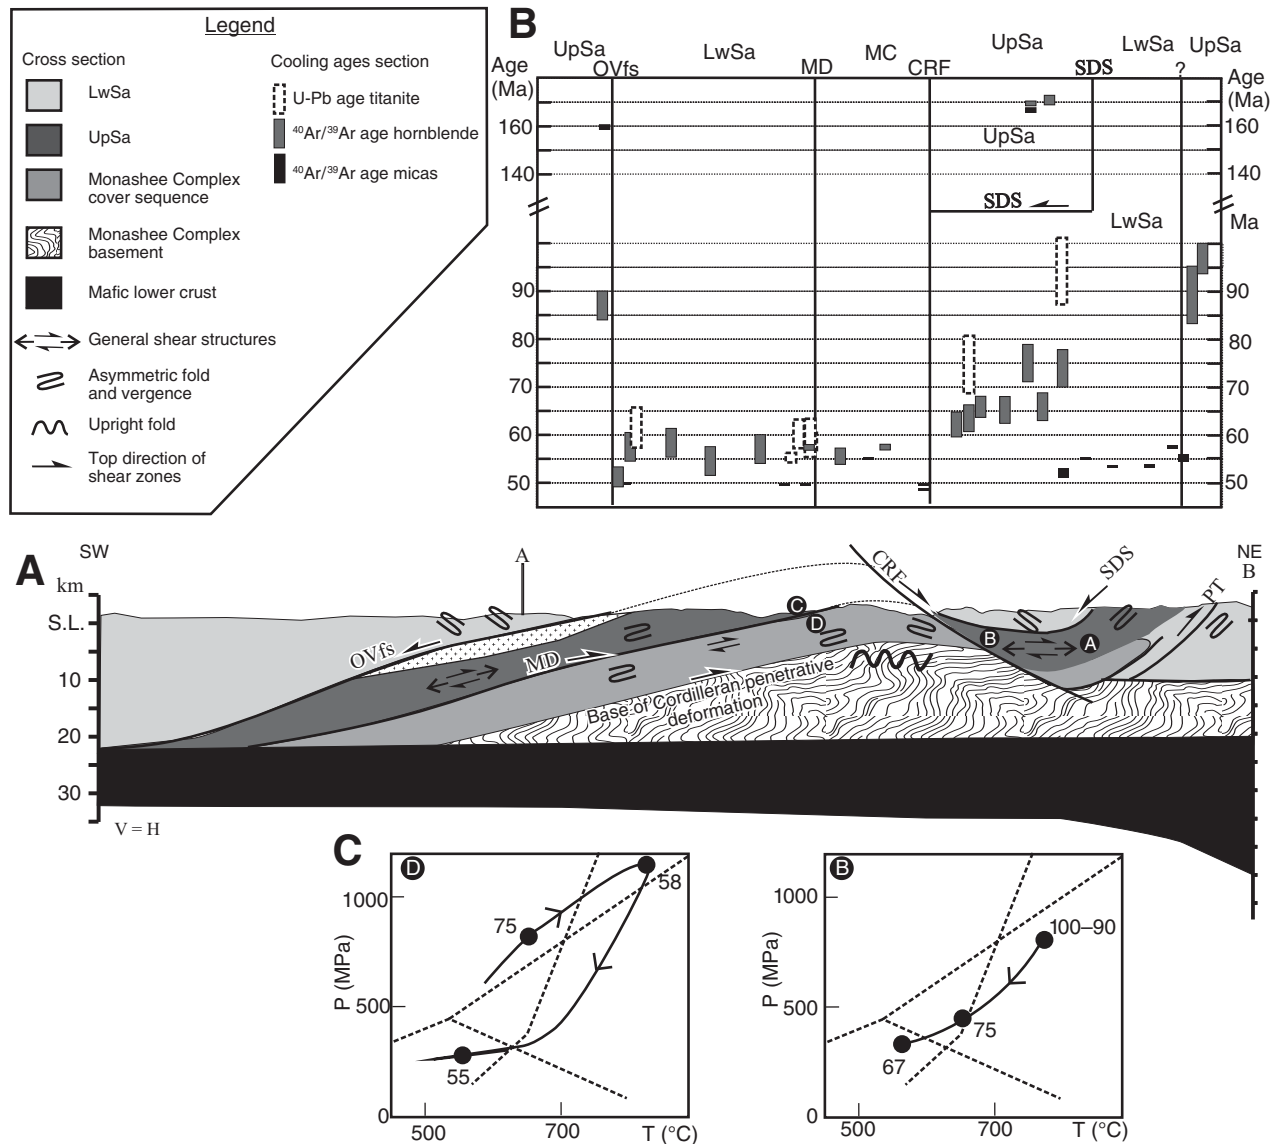 Legend
Cross section
LwSa
UpSa
Monashee Complex
cover sequence
Monashee Complex
basement
Mafic lower crust
General shear structures
Asymmetric fold
and vergence
Upright fold
Top direction of
shear zones
Cooling ages section
U-Pb age titanite
40Ar/39Ar age hornblende
40Ar/39Ar age micas
B
UpSa
OVfs
LwSa
MD
MC
CRF
UpSa
SDS
LwSa
?
UpSa
Age
(Ma)
160
140
90
80
70
60
50
UpSa
SDS
LwSa
Age
(Ma)
160
140
Ma
90
80
70
60
50
A
SW
km
S.L.
10
20
30
V = H
A
OVfs
MD
C
D
Base of Cordilleran penetrative
deformation
CRF
B
A
SDS
PT
NE
B
C
D
P (MPa)
1000
500
0
500
700
T (°C)
75
58
55
B
P (MPa)
1000
500
0
500
700
T (°C)
100–90
75
67